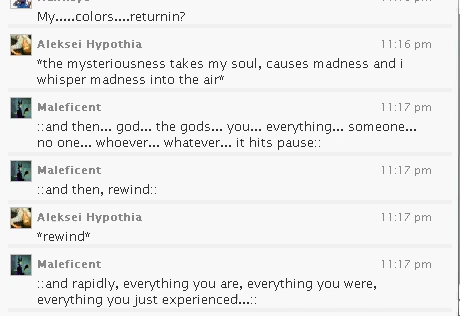 11:16 pm
My.....colors....returnin?
Aleksei Hypothia 11:16 pm
*the mysteriousness takes my soul, causes madness and i
whisper madness into the air*
Maleficent 11:17 pm
::and then... god... the gods... you... everything... someone...
no one... whoever... whatever... it hits pause::
Maleficent 11:17 pm
::and then, rewind::
Aleksei Hypothia 11:17 pm
*rewind*
Maleficent 11:17 pm
::and rapidly, everything you are, everything you were,
everything you just experienced...::